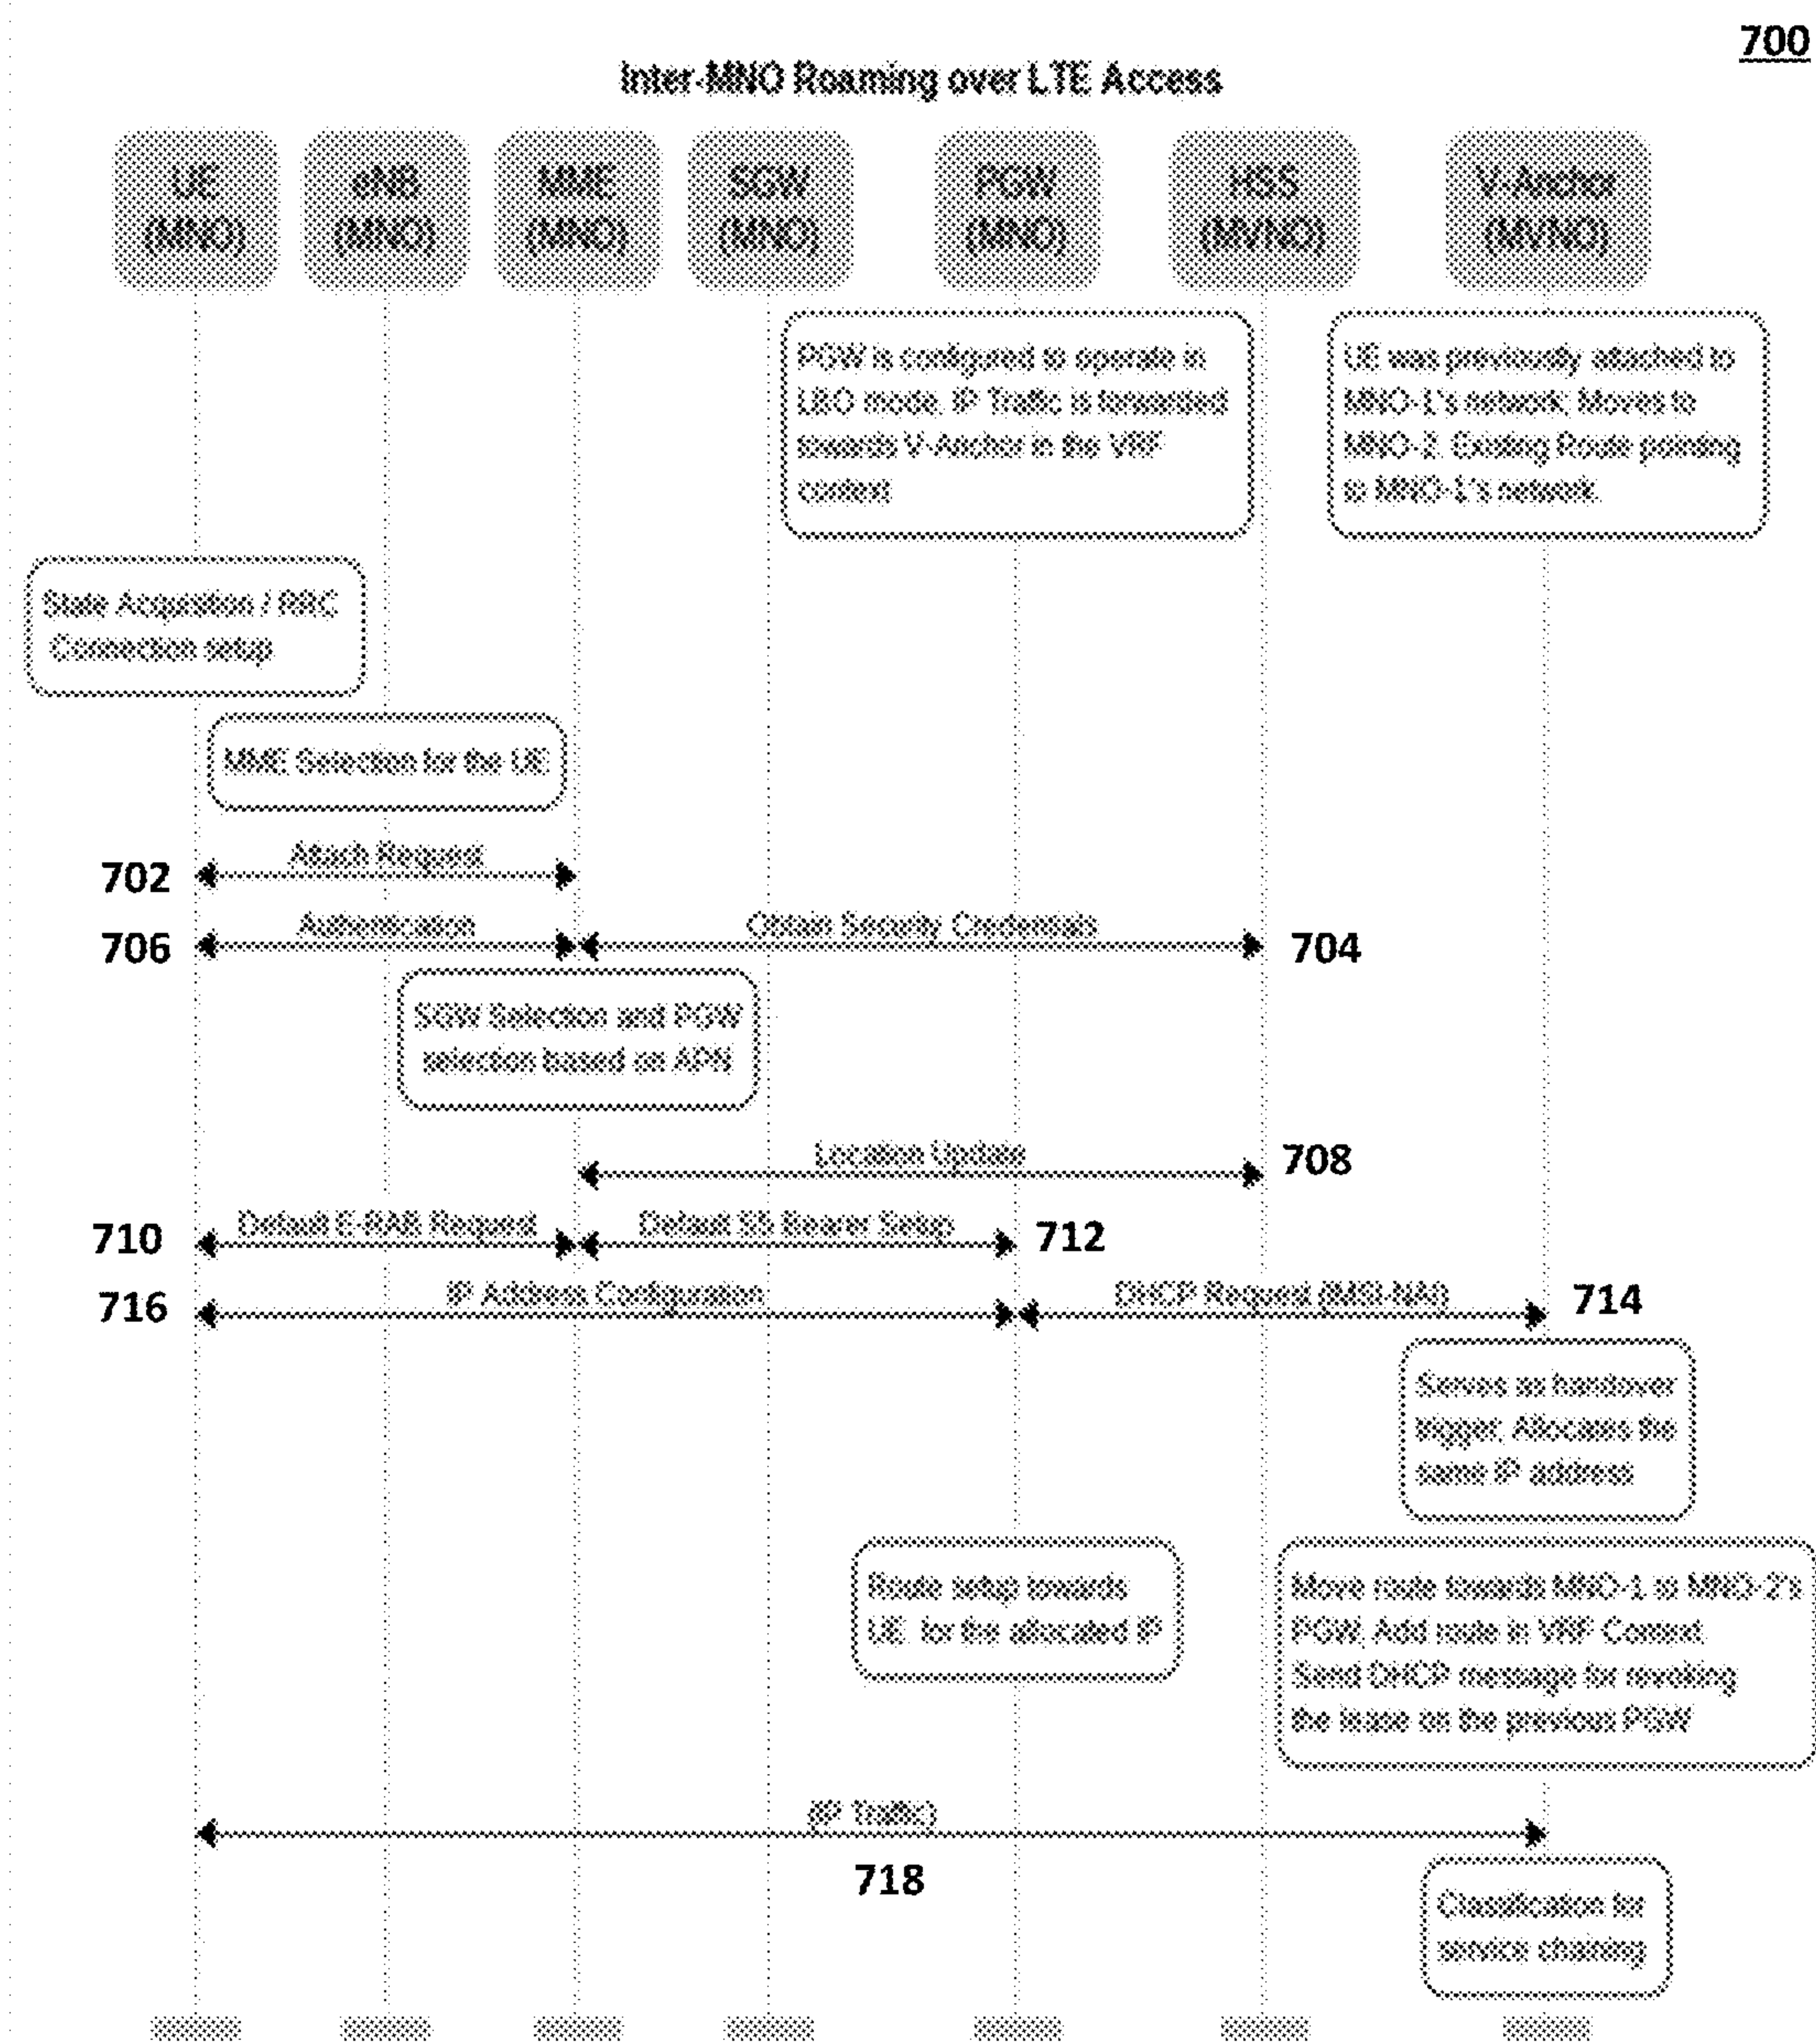 700
Inter-MNO Roaming over LTE Access
UE
(MNO)
eNB
(MNO)
MME
(MNO)
SGW
(MNO)
PGW
(MNO)
HSS
(MVNO)
V-Anchor
(MVNO)
PGW is configured to operate in
LBO mode. IP Traffic is forwarded
towards V-Anchor in the VRF
context
UE was previously attached to
MNO-1's network. Moves to
MNO-2. Existing Route pointing
to MNO-1's network.
State Acquisition / RRC
Connection setup
MME Selection for the UE
702
Attach Request
706
Authentication
Obtain Security Credentials
704
SGW Selection and PGW
selection based on APN
Location Update
708
710
Default E-RAB Request
Default S5 Bearer Setup
712
716
IP Address Configuration
DHCP Request (IMSI-NAI)
714
Serves as handover
trigger. Allocates the
same IP address
Route setup towards
UE for the allocated IP
Move route towards MNO-1 to MNO-2's
PGW. Add route in VRF Context.
Send DHCP message for revoking
the lease on the previous PGW
(IP Traffic)
718
Classification for
service chaining